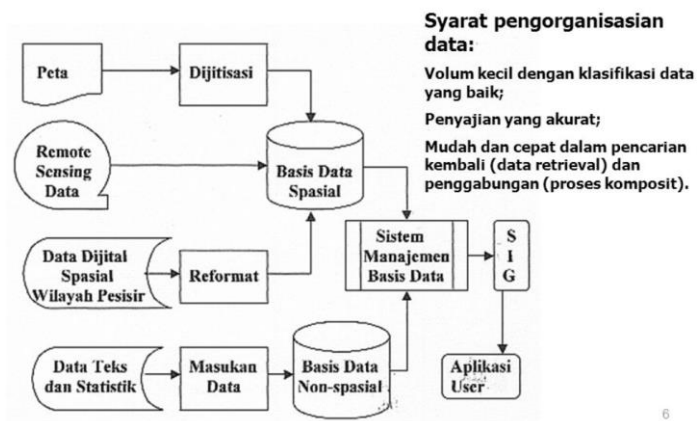 Syarat pengorganisasian
data:
Volum kecil dengan klasifikasi data
yang baik;
Penyajian yang akurat;
Mudah dan cepat dalam pencarian
kembali (data retrieval) dan
penggabungan (proses komposit).
Peta
Dijitisasi
Remote
Sensing
Data
Basis Data
Spasial
Data Dijital
Spasial
Wilayah Pesisir
Reformat
Sistem
Manajemen
Basis Data
S
I
G
Data Teks
dan Statistik
Masukan
Data
Basis Data
Non-spasial
Aplikasi
User
6